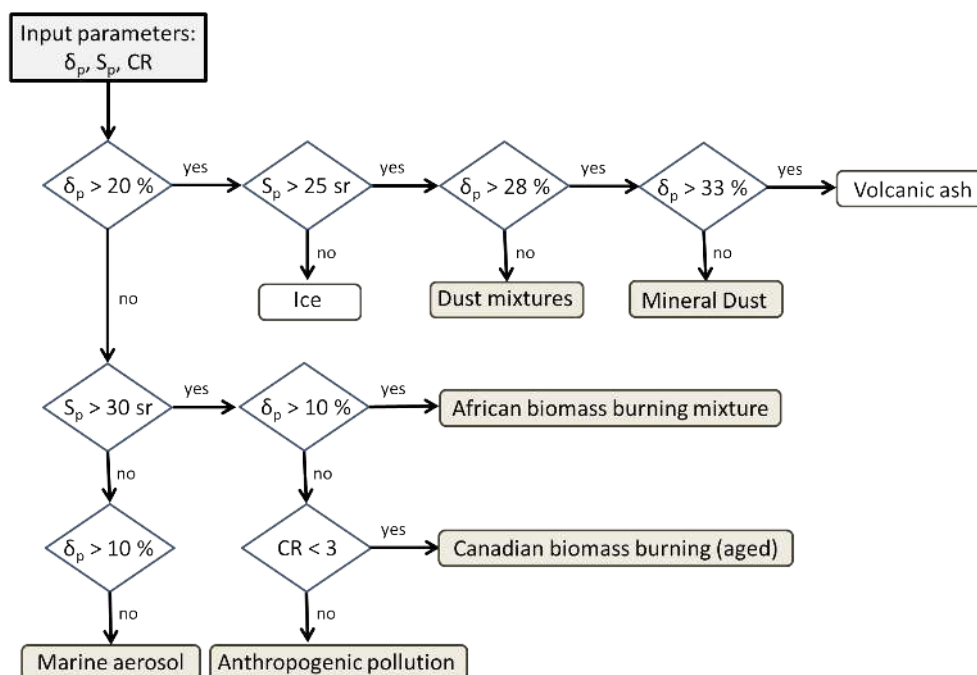 Input parameters:
δp, Sp, CR
δp > 20 %
yes
Sp > 25 sr
yes
δp > 28 %
yes
δp > 33 %
yes
Volcanic ash
no
no
no
no
Ice
Dust mixtures
Mineral Dust
Sp > 30 sr
yes
δp > 10 %
yes
African biomass burning mixture
no
no
δp > 10 %
CR < 3
yes
Canadian biomass burning (aged)
no
no
Marine aerosol
Anthropogenic pollution